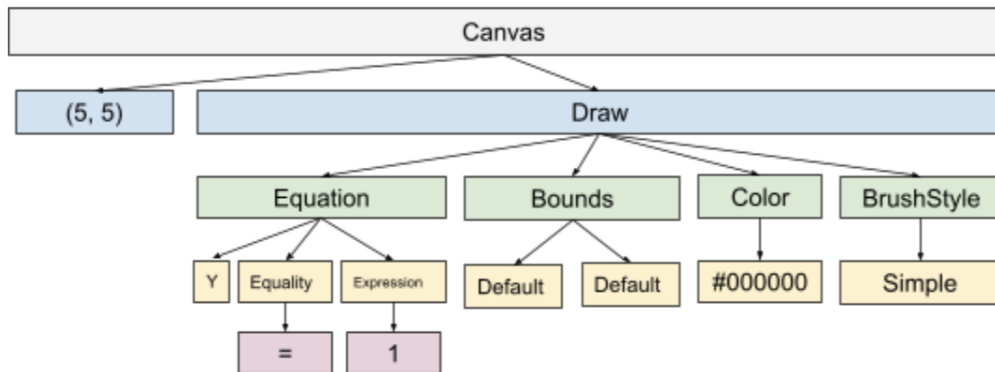 Canvas
(5, 5)
Draw
Equation
Bounds
Color
BrushStyle
Y
Equality
Expression
Default
Default
#000000
Simple
=
1